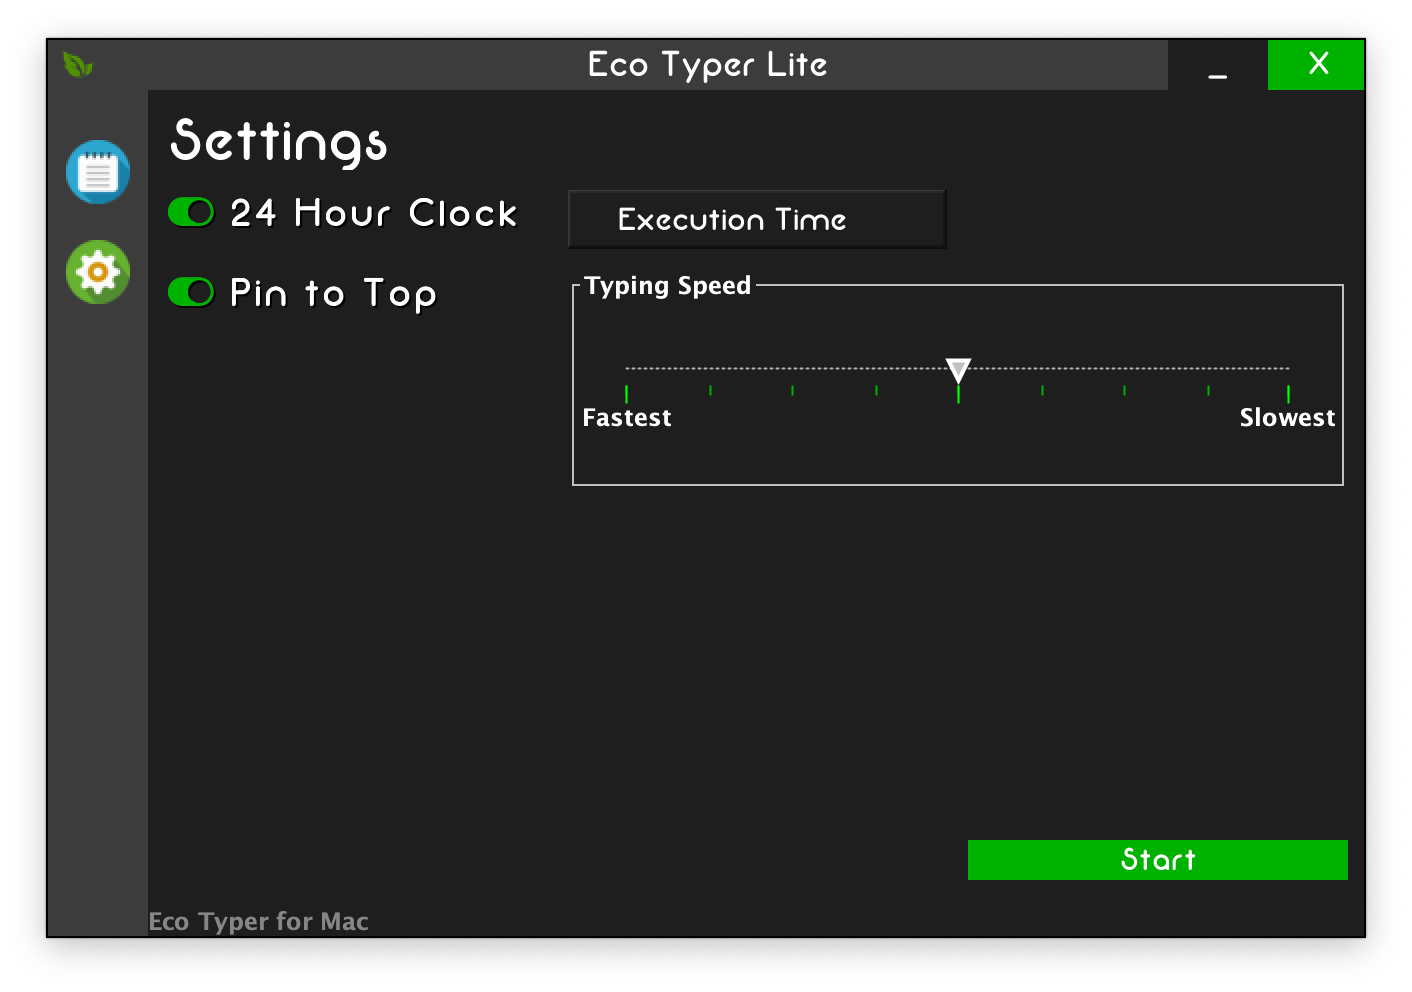 Eco Typer Lite
_
X
Settings
24 Hour Clock
Execution Time
Pin to Top
Typing Speed
Fastest
Slowest
Start
Eco Typer for Mac